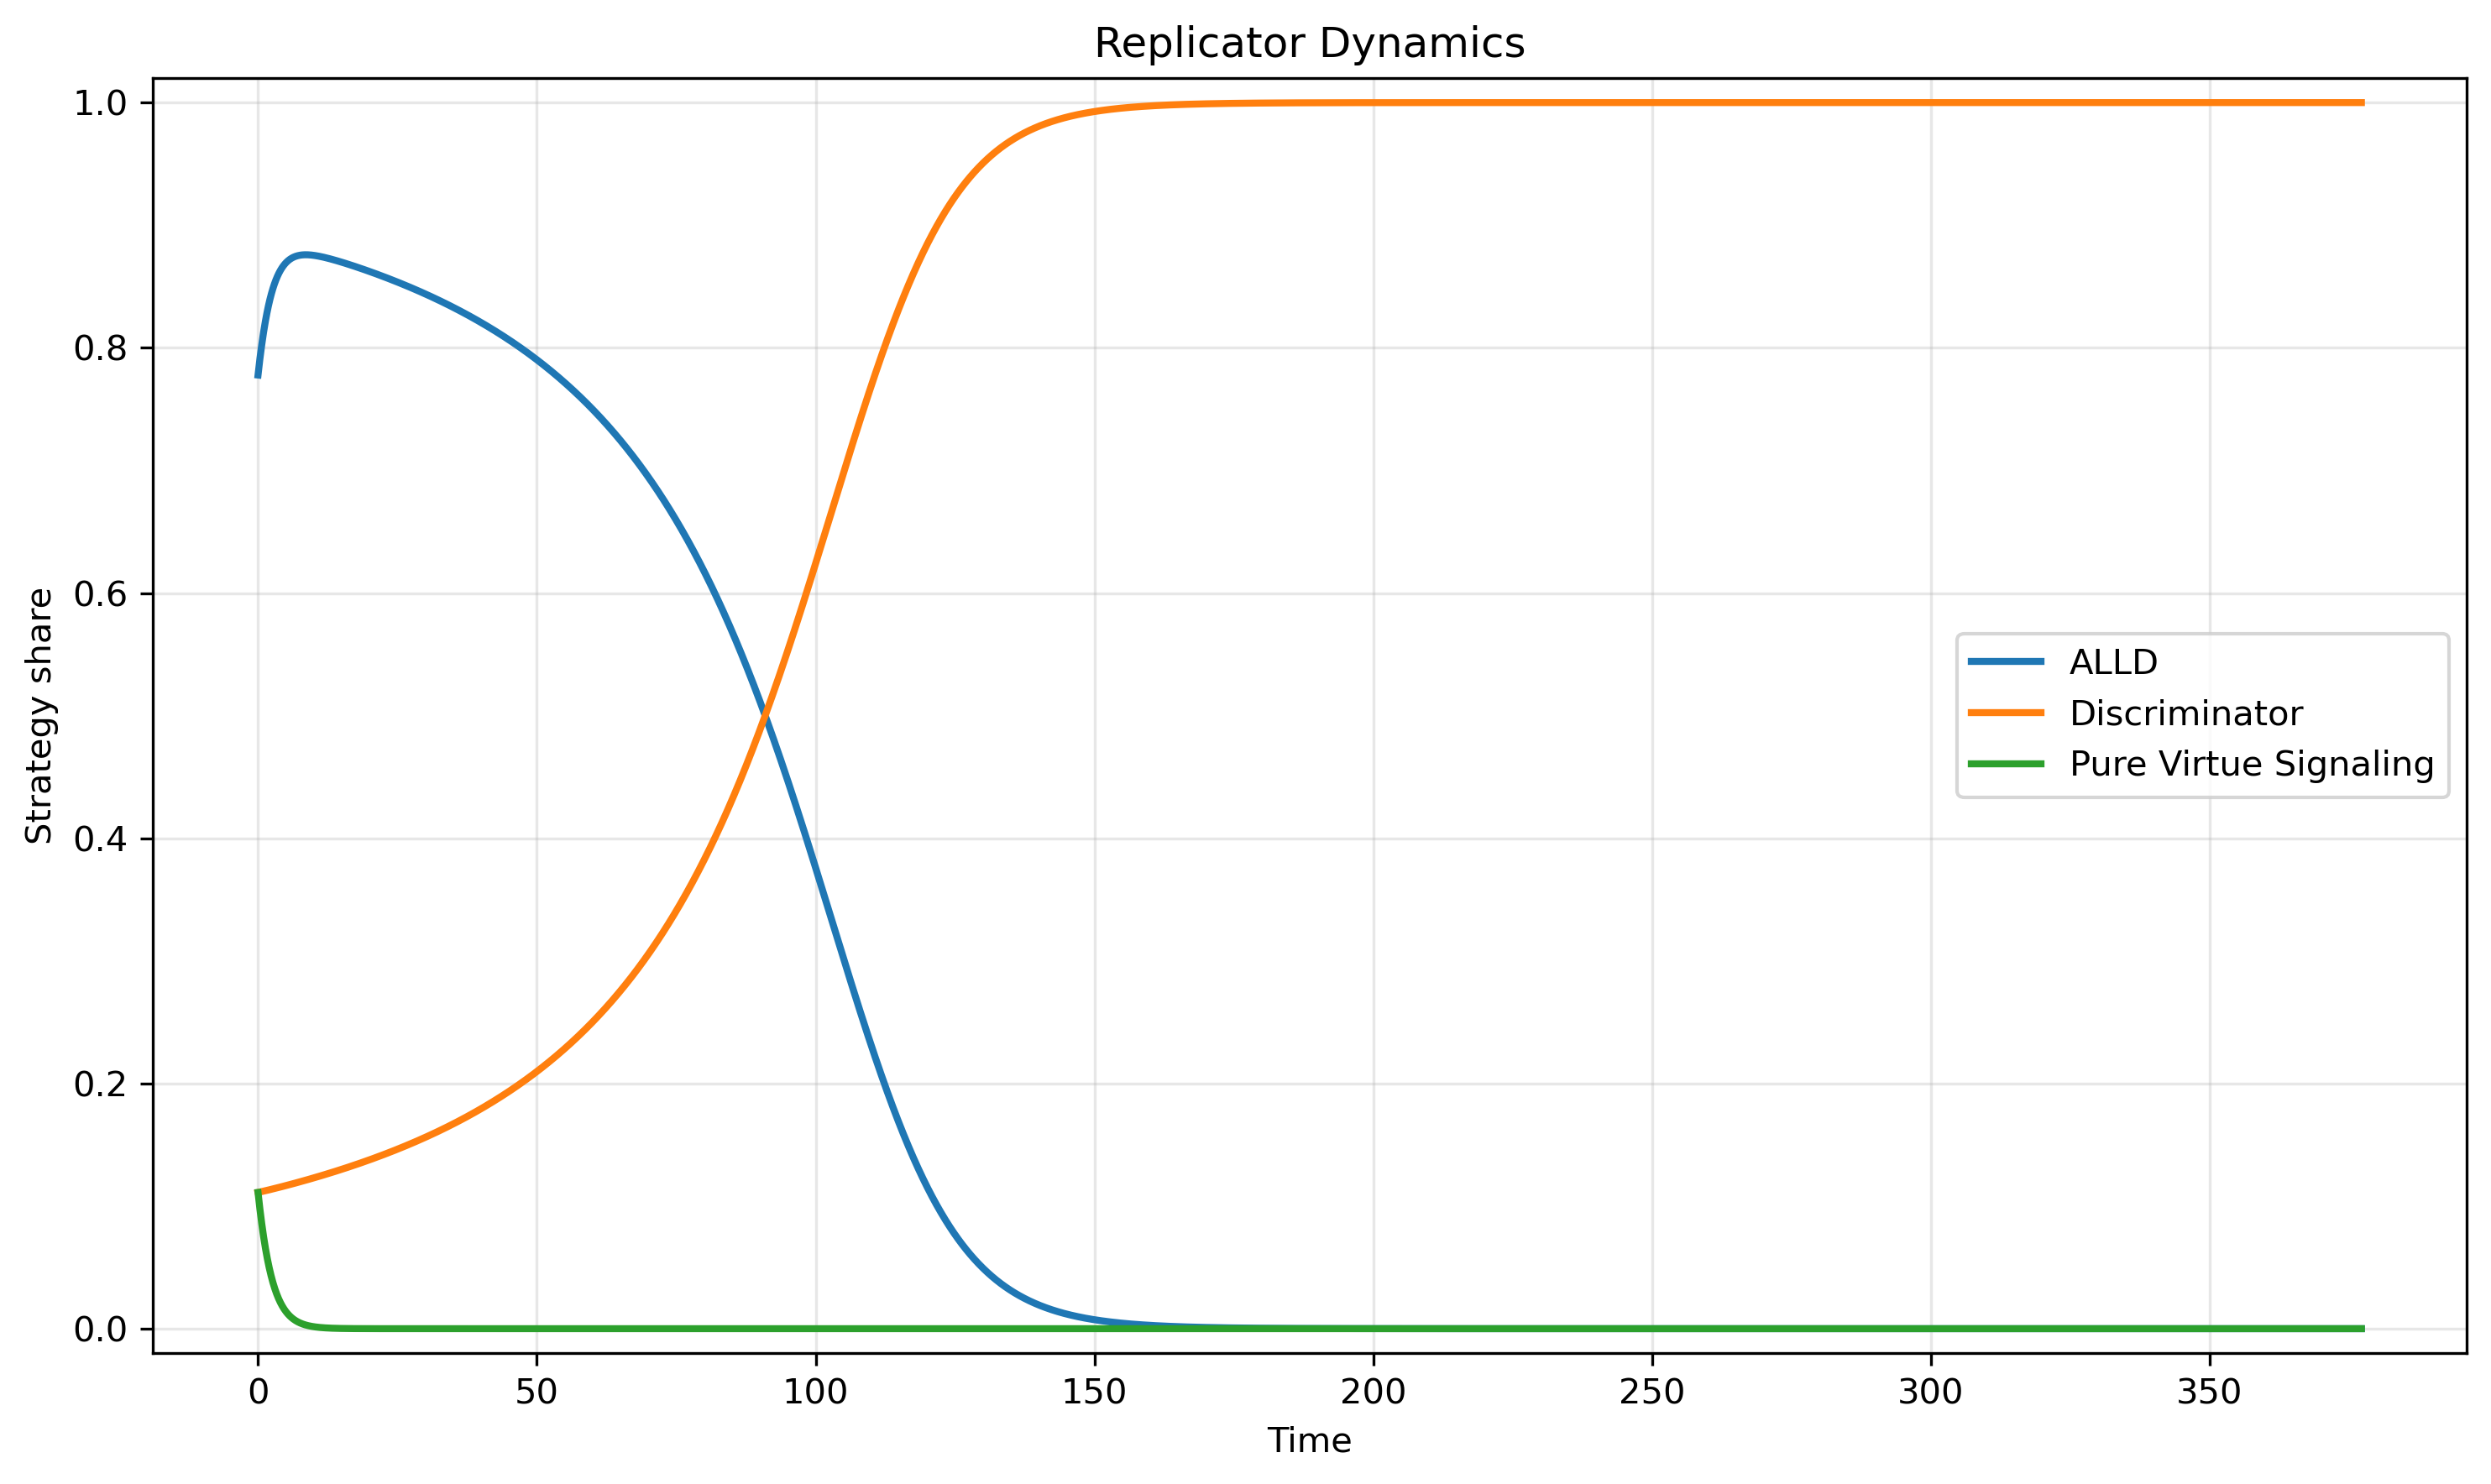 Replicator Dynamics
Strategy share
1.0
0.8
0.6
0.4
0.2
0.0
ALLD
Discriminator
Pure Virtue Signaling
0 50 100 150 200 250 300 350
Time